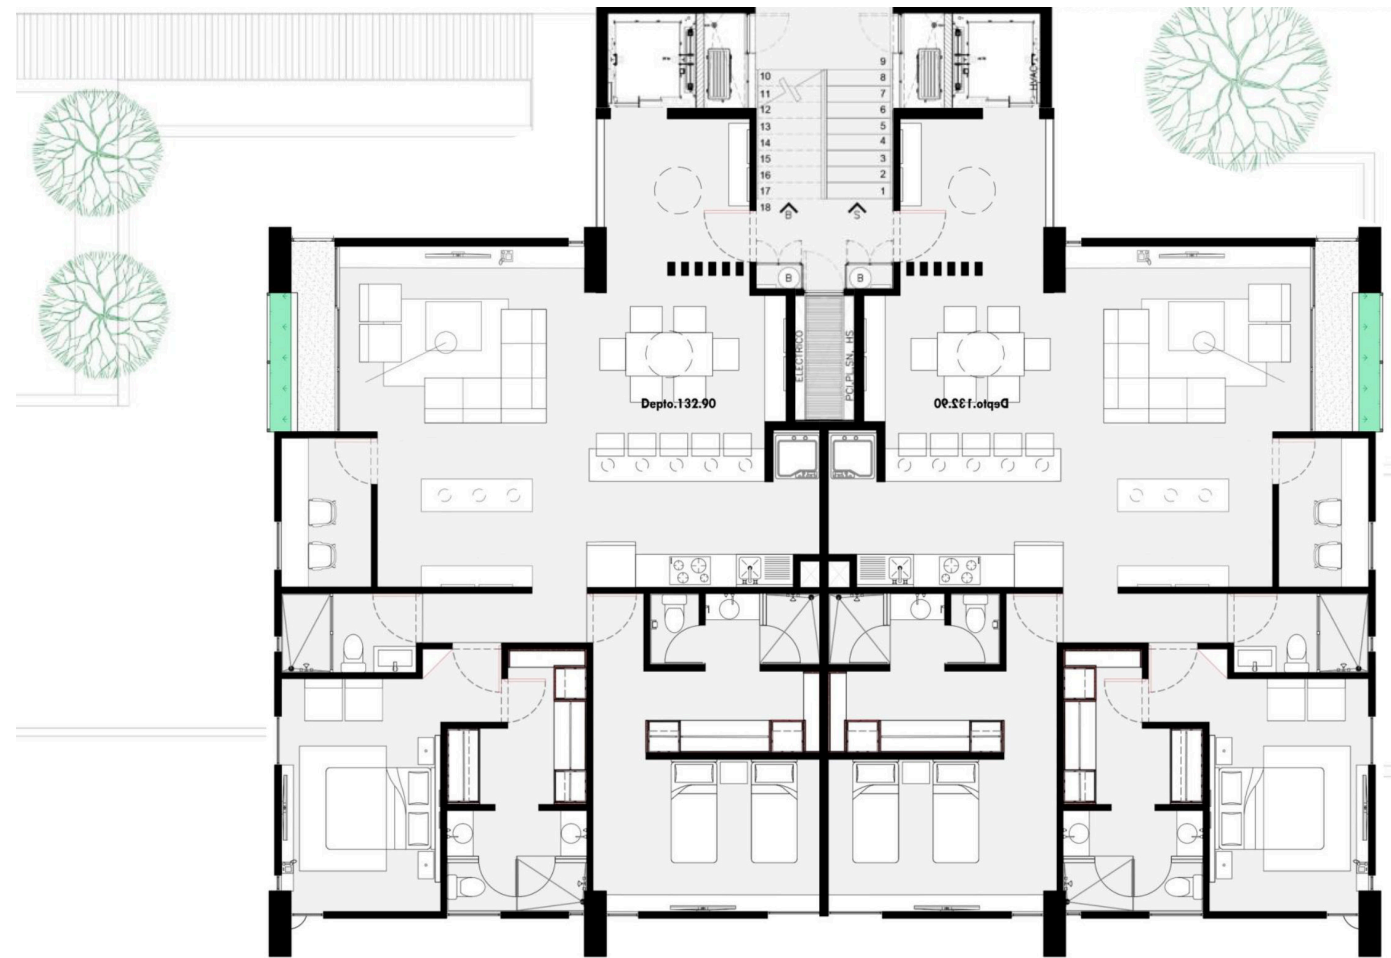 HVAC
9
10 8
11 7
12 6
13 5
14 4
15 3
16 2
17 1
18
B S
B B
ELECTRICO
PCI,PL,SN, HS
Depto.132.90
Depto.132.90